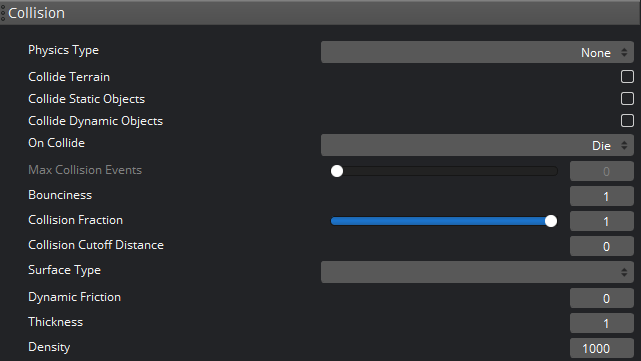 Collision
Physics Type None
Collide Terrain
Collide Static Objects
Collide Dynamic Objects
On Collide Die
Max Collision Events 0
Bounciness 1
Collision Fraction 1
Collision Cutoff Distance 0
Surface Type
Dynamic Friction 0
Thickness 1
Density 1000